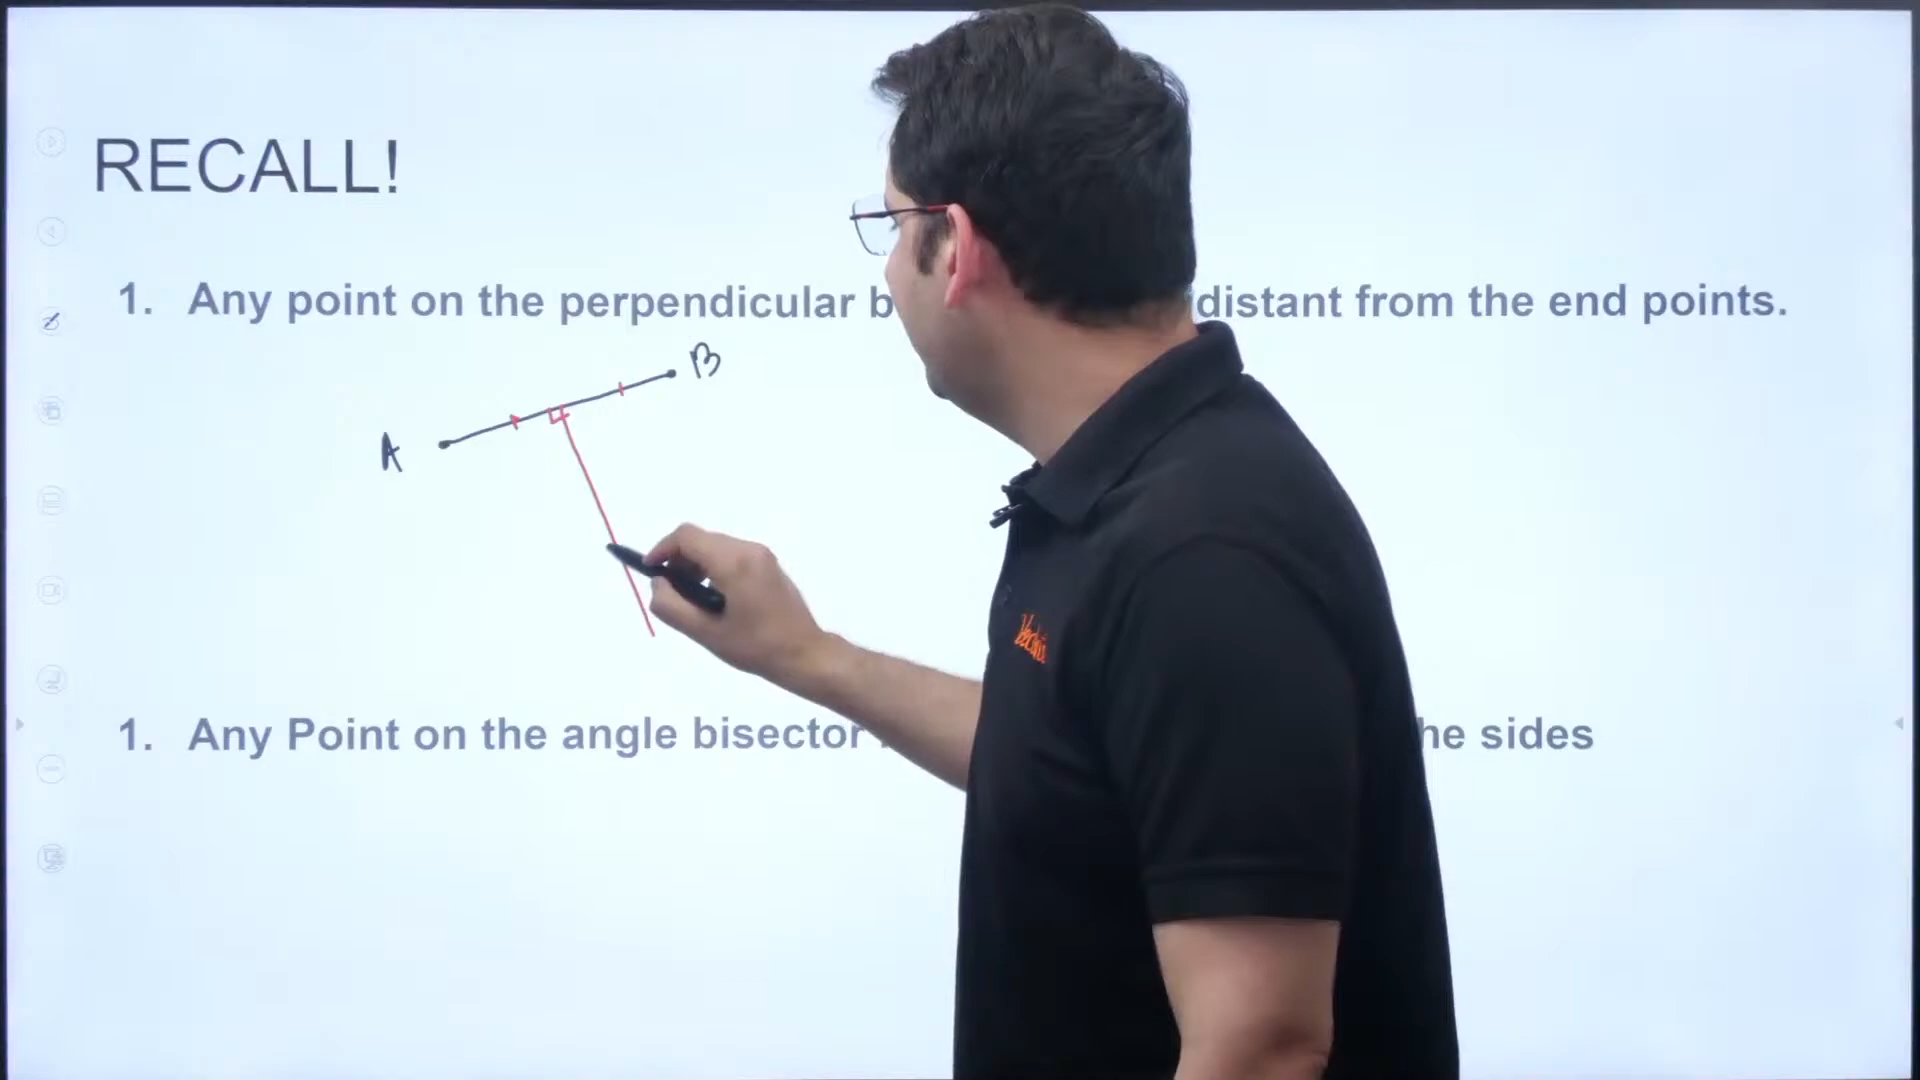 RECALL!
1. Any point on the perpendicular b distant from the end points.
B
A
Vedantu
1. Any Point on the angle bisector he sides